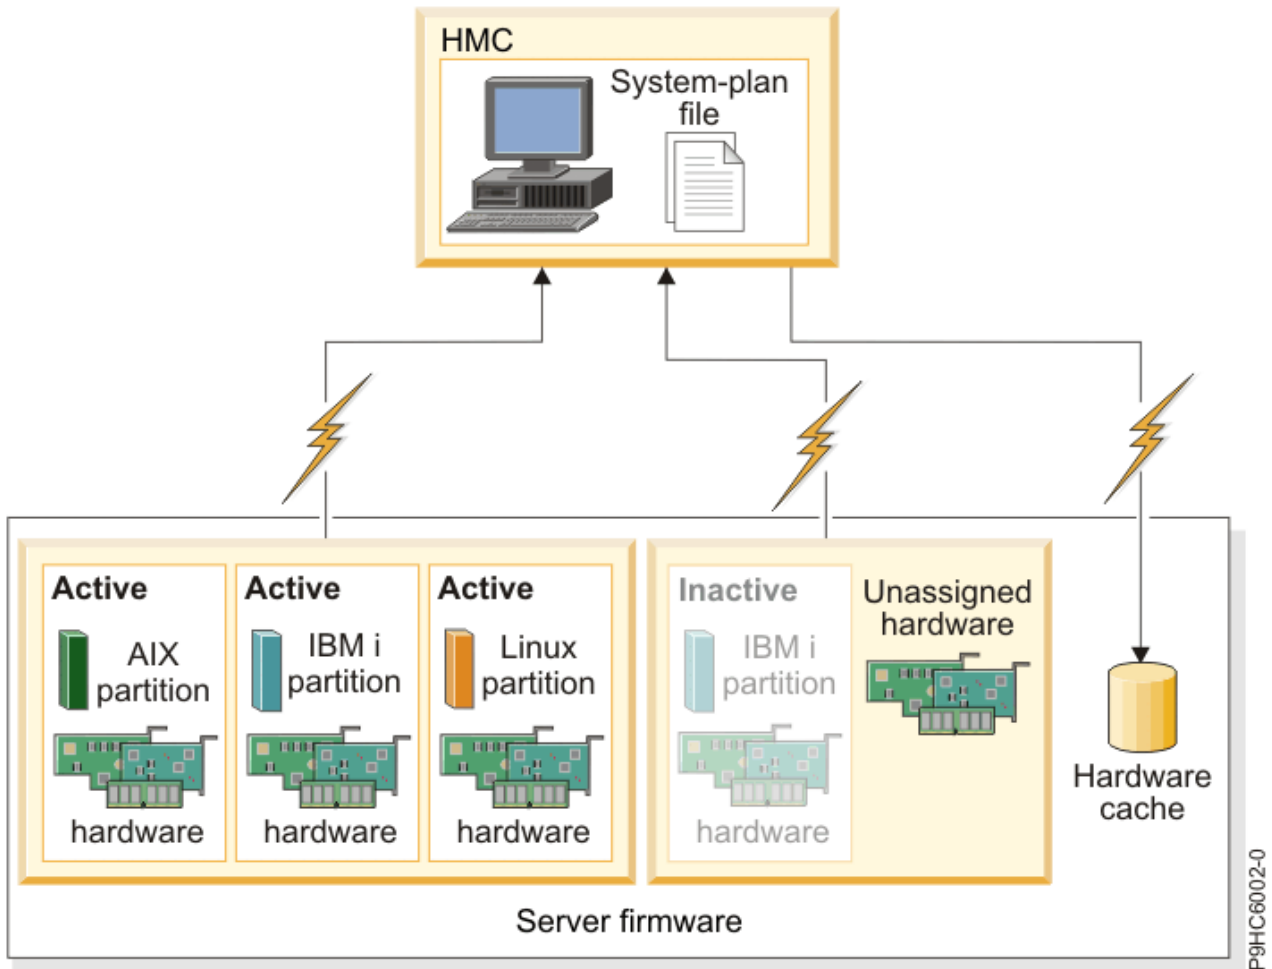 HMC
System-plan
file
Active
AIX
partition
hardware
Active
IBM i
partition
hardware
Active
Linux
partition
hardware
Inactive
IBM i
partition
hardware
Unassigned
hardware
Hardware
cache
Server firmware
P9HC6002-0